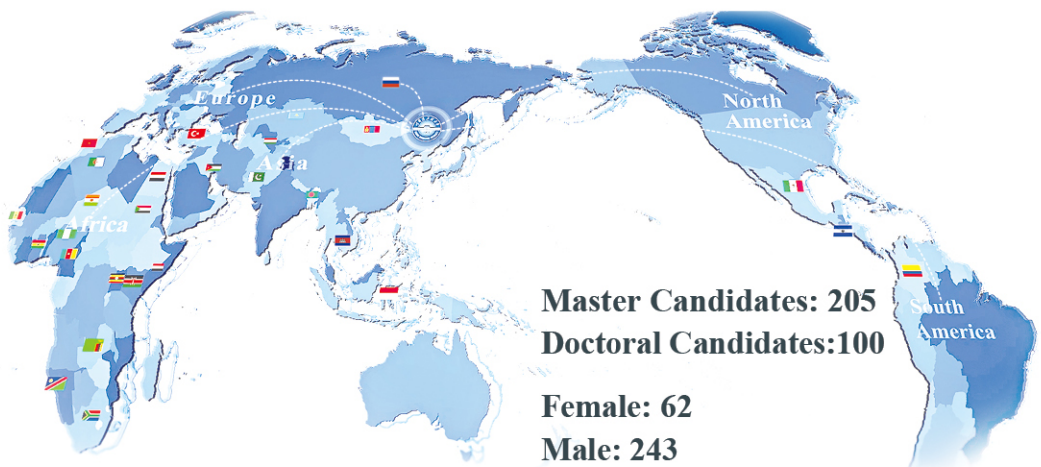 Europe
North
America
Asia
Africa
Master Candidates: 205
South
America
Doctoral Candidates:100
Female: 62
Male: 243